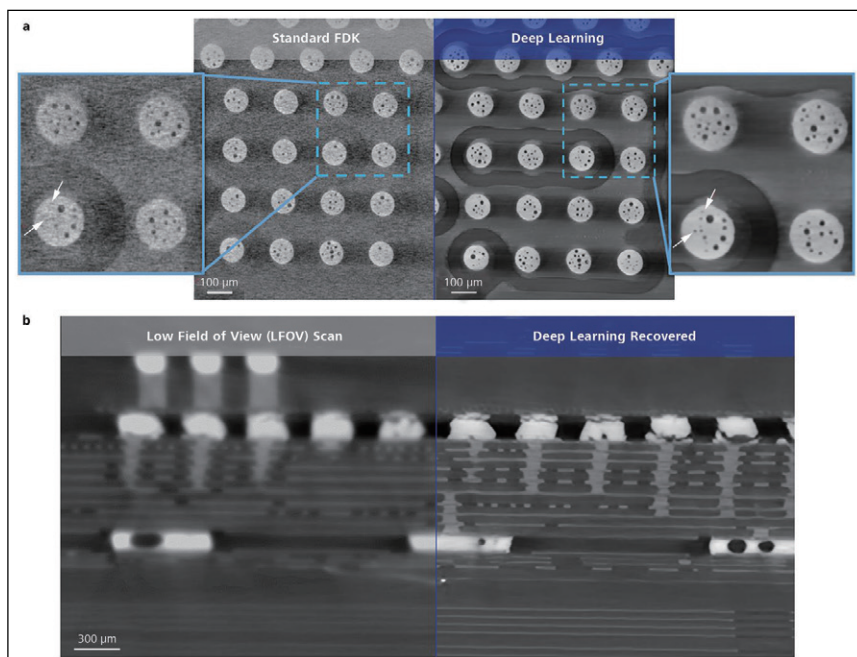 a
Standard FDK
Deep Learning
100 μm
100 μm
b
Low Field of View (LFOV) Scan
Deep Learning Recovered
300 μm